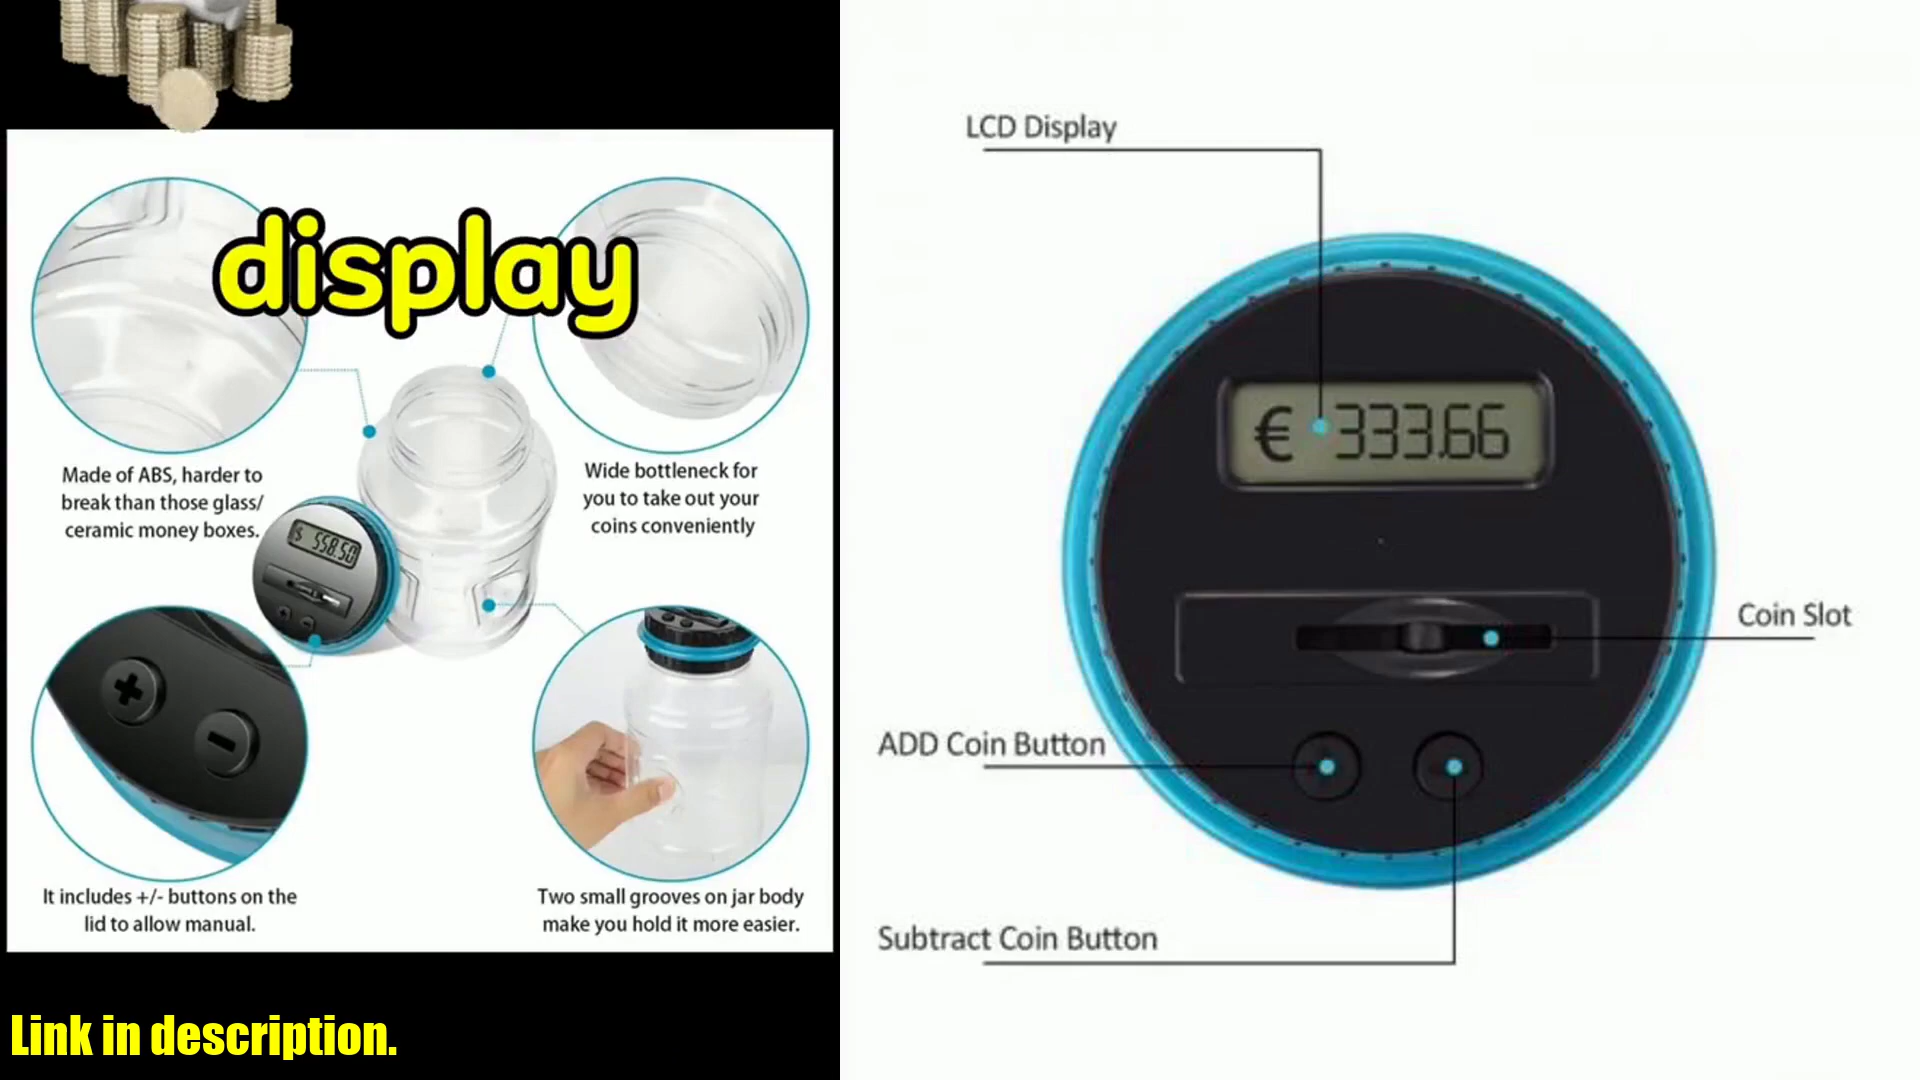 display
Made of ABS, harder to
break than those glass/
ceramic money boxes.
Wide bottleneck for
you to take out your
coins conveniently
$ 558.50
It includes +/- buttons on the
lid to allow manual.
Two small grooves on jar body
make you hold it more easier.
Link in description.
LCD Display
€ 333.66
Coin Slot
ADD Coin Button
Subtract Coin Button